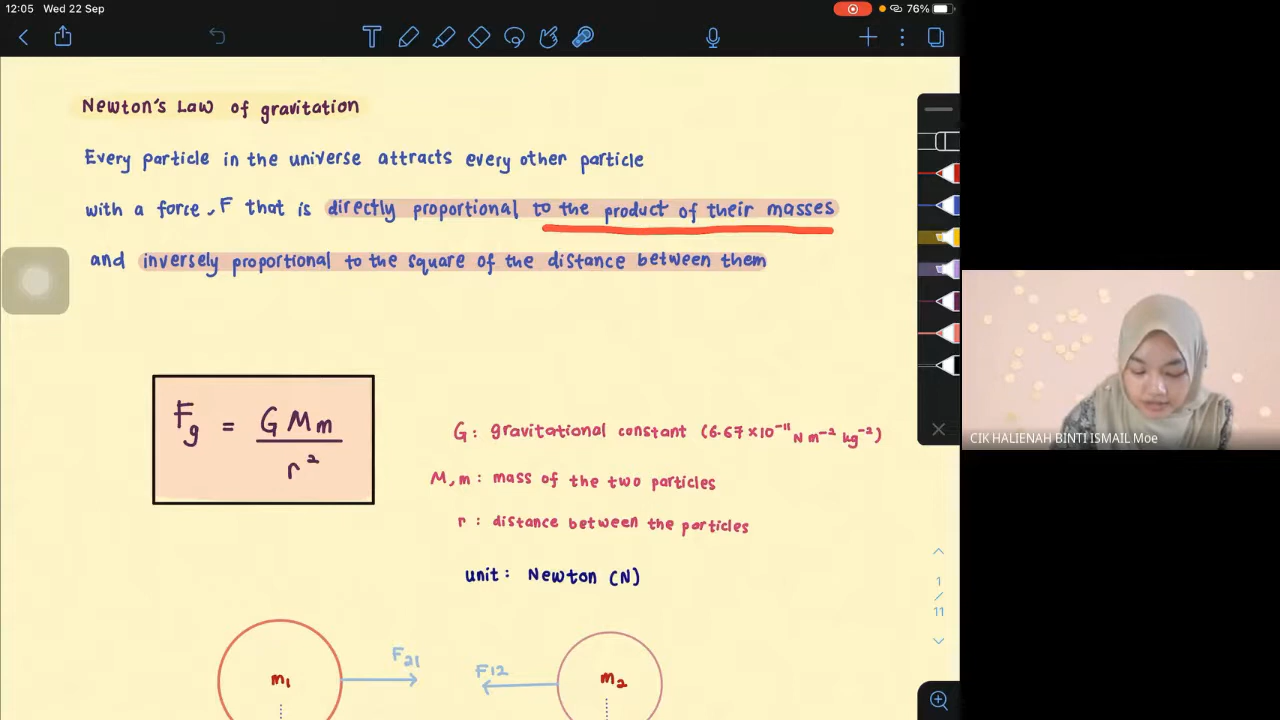 12:05 Wed 22 Sep
76%
Newton's Law of gravitation
Every particle in the universe attracts every other particle
with a force, F that is directly proportional to the product of their masses
and inversely proportional to the square of the distance between them
F_g = G M m / r²
G: gravitational constant (6.67 × 10⁻¹¹ N m⁻² kg⁻²)
M, m: mass of the two particles
r: distance between the particles
unit: Newton (N)
m₁
F₂₁
F12
m₂
1
/
11
CIK HALIENAH BINTI ISMAIL Moe